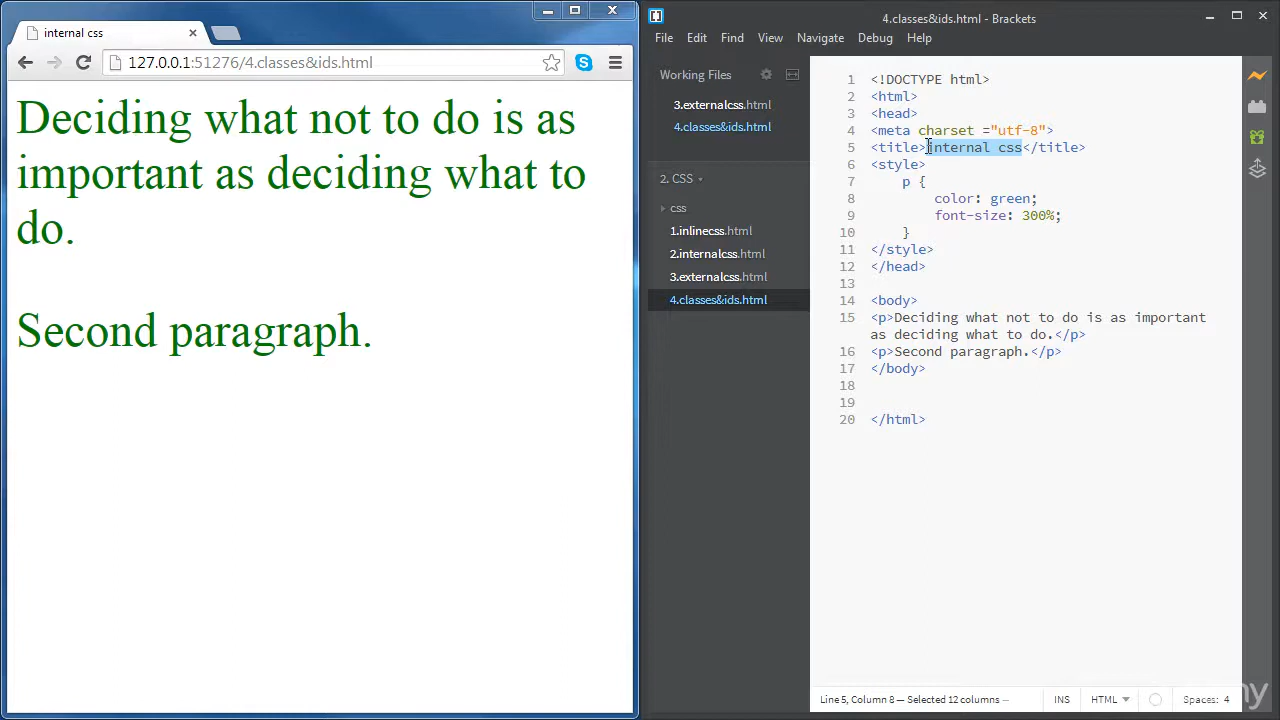 internal css
127.0.0.1:51276/4.classes&ids.html
Deciding what not to do is as
important as deciding what to
do.
Second paragraph.
4.classes&ids.html - Brackets
File Edit Find View Navigate Debug Help
Working Files
3.externalcss.html
4.classes&ids.html
2. CSS
css
1.inlinecss.html
2.internalcss.html
3.externalcss.html
4.classes&ids.html
1 <!DOCTYPE html>
2 <html>
3 <head>
4 <meta charset ="utf-8">
5 <title>internal css</title>
6 <style>
7 p {
8 color: green;
9 font-size: 300%;
10 }
11 </style>
12 </head>
13
14 <body>
15 <p>Deciding what not to do is as important
as deciding what to do.</p>
16 <p>Second paragraph.</p>
17 </body>
18
19
20 </html>
Line 5, Column 8 — Selected 12 columns —
INS
HTML
Spaces: 4